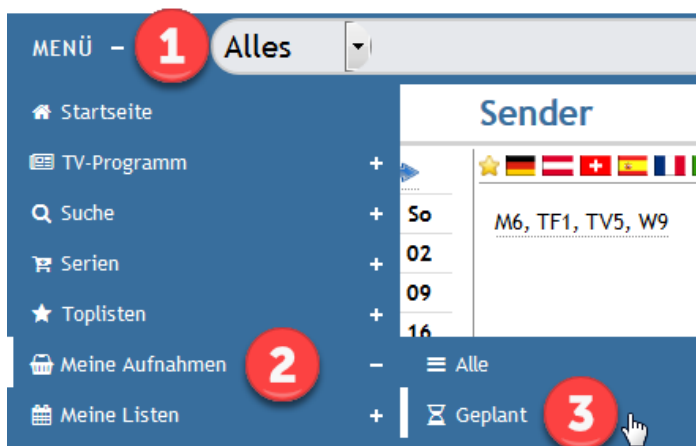 MENÜ – 1 Alles
Startseite
Sender
TV-Programm +
Suche +
So
M6, TF1, TV5, W9
Serien +
02
09
Toplisten +
16
Meine Aufnahmen 2 –
Alle
Meine Listen +
Geplant 3